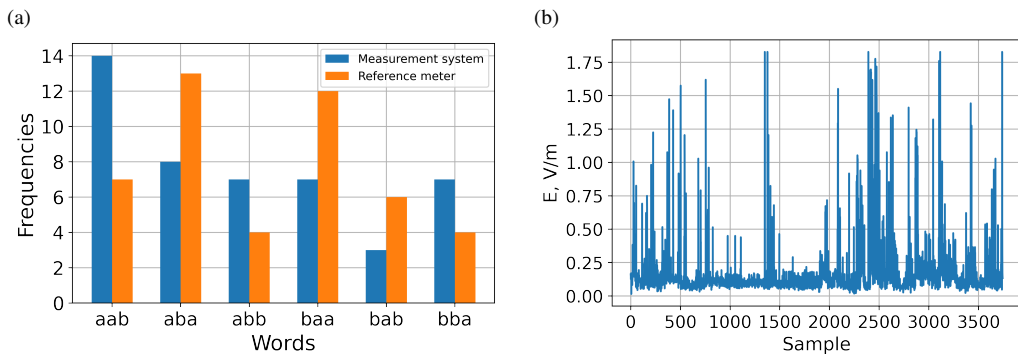 (a)
Measurement system
Reference meter
Frequencies
14
12
10
8
6
4
2
0
aab aba abb baa bab bba
Words
(b)
E, V/m
1.75
1.50
1.25
1.00
0.75
0.50
0.25
0.00
0 500 1000 1500 2000 2500 3000 3500
Sample